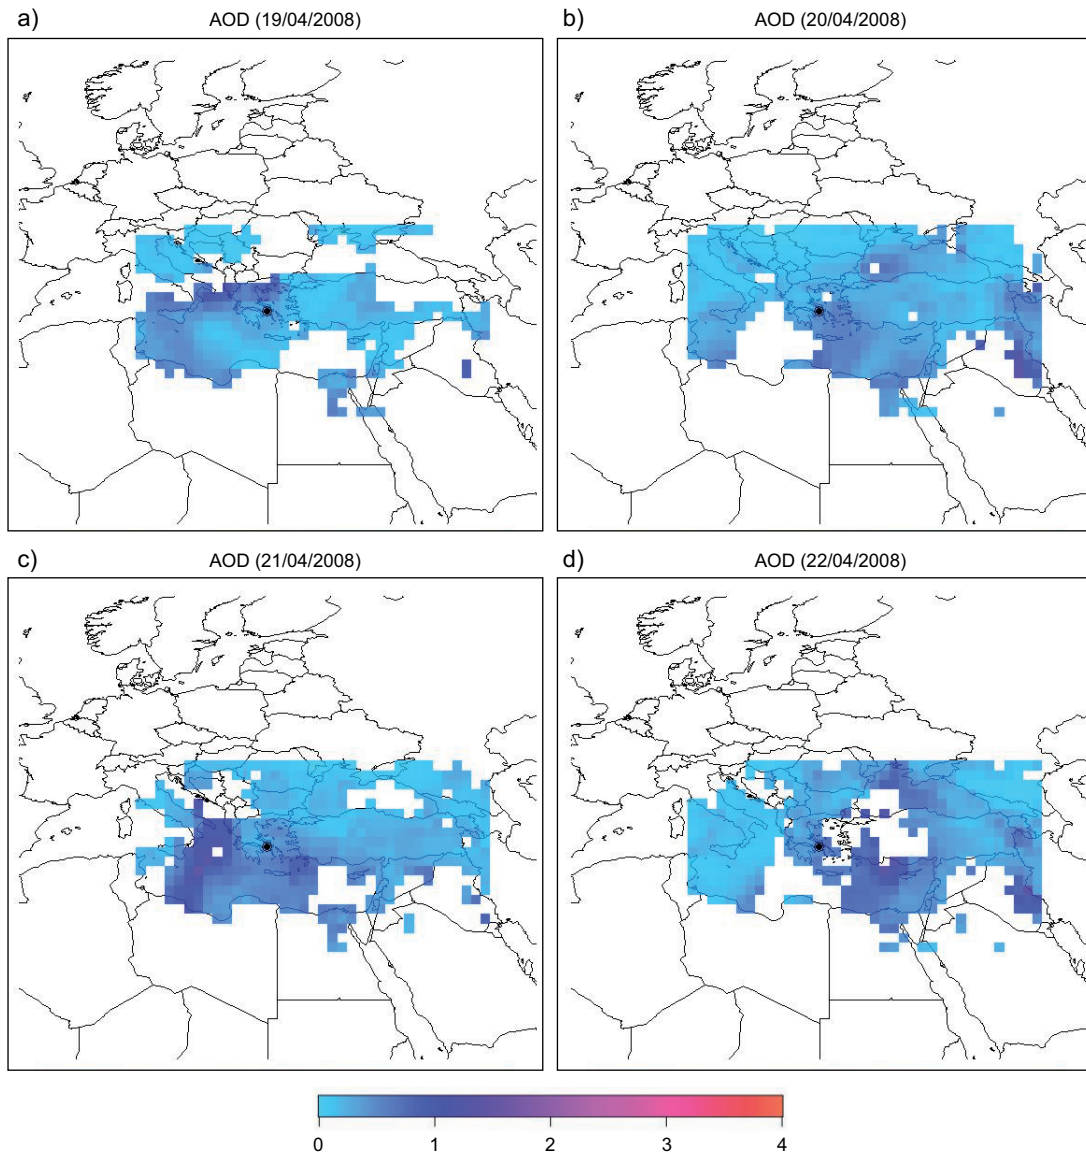 a)
AOD (19/04/2008)
b)
AOD (20/04/2008)
c)
AOD (21/04/2008)
d)
AOD (22/04/2008)
0 1 2 3 4